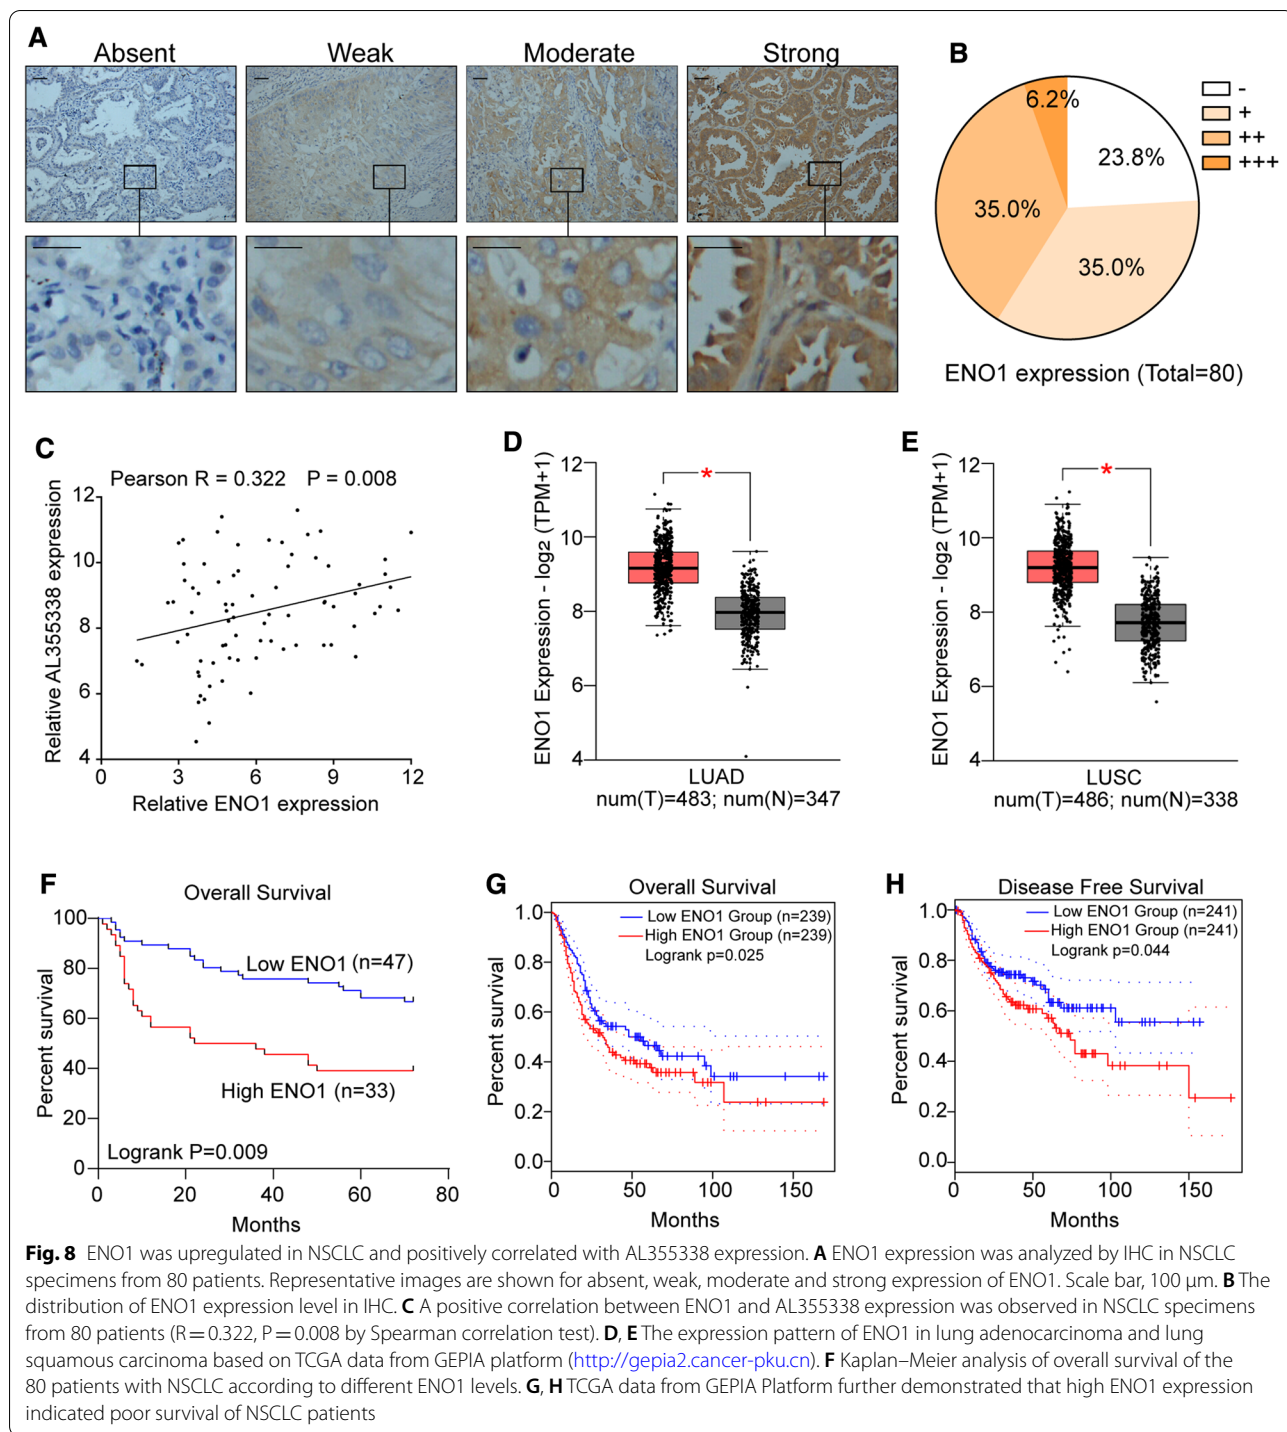 A
Absent
Weak
Moderate
Strong
B
6.2%
23.8%
35.0%
35.0%
-
+
++
+++
ENO1 expression (Total=80)
C
Pearson R = 0.322 P = 0.008
Relative AL355338 expression
12
10
8
6
4
0
3
6
9
12
Relative ENO1 expression
D
ENO1 Expression - log2 (TPM+1)
12
10
8
6
4
*
LUAD
num(T)=483; num(N)=347
E
ENO1 Expression - log2 (TPM+1)
12
10
8
6
4
*
LUSC
num(T)=486; num(N)=338
F
Overall Survival
Percent survival
100
80
60
40
20
0
Low ENO1 (n=47)
High ENO1 (n=33)
Logrank P=0.009
0
20
40
60
80
Months
G
Overall Survival
Low ENO1 Group (n=239)
High ENO1 Group (n=239)
Logrank p=0.025
Percent survival
1.0
0.8
0.6
0.4
0.2
0.0
0
50
100
150
Months
H
Disease Free Survival
Low ENO1 Group (n=241)
High ENO1 Group (n=241)
Logrank p=0.044
Percent survival
1.0
0.8
0.6
0.4
0.2
0.0
0
50
100
150
Months
Fig. 8 ENO1 was upregulated in NSCLC and positively correlated with AL355338 expression. A ENO1 expression was analyzed by IHC in NSCLC
specimens from 80 patients. Representative images are shown for absent, weak, moderate and strong expression of ENO1. Scale bar, 100 μm. B The
distribution of ENO1 expression level in IHC. C A positive correlation between ENO1 and AL355338 expression was observed in NSCLC specimens
from 80 patients (R = 0.322, P = 0.008 by Spearman correlation test). D, E The expression pattern of ENO1 in lung adenocarcinoma and lung
squamous carcinoma based on TCGA data from GEPIA platform (http://gepia2.cancer-pku.cn). F Kaplan–Meier analysis of overall survival of the
80 patients with NSCLC according to different ENO1 levels. G, H TCGA data from GEPIA Platform further demonstrated that high ENO1 expression
indicated poor survival of NSCLC patients